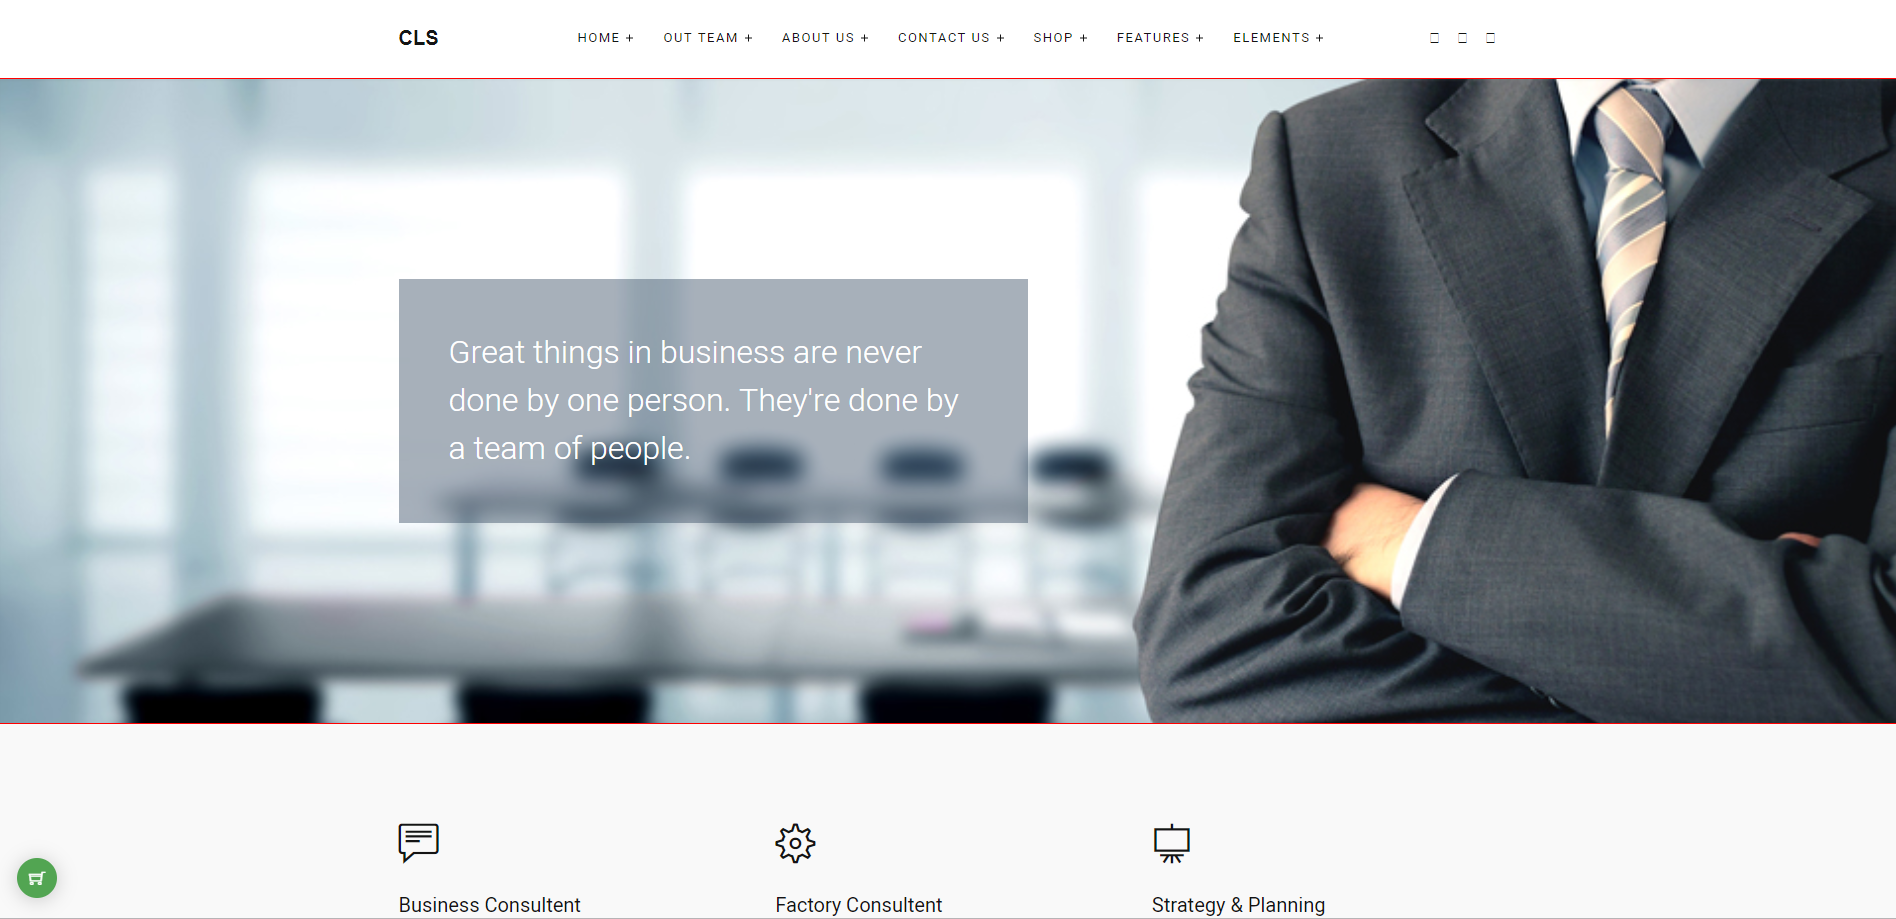 CLS
HOME +
OUT TEAM +
ABOUT US +
CONTACT US +
SHOP +
FEATURES +
ELEMENTS +
Great things in business are never
done by one person. They're done by
a team of people.
Business Consultent
Factory Consultent
Strategy & Planning